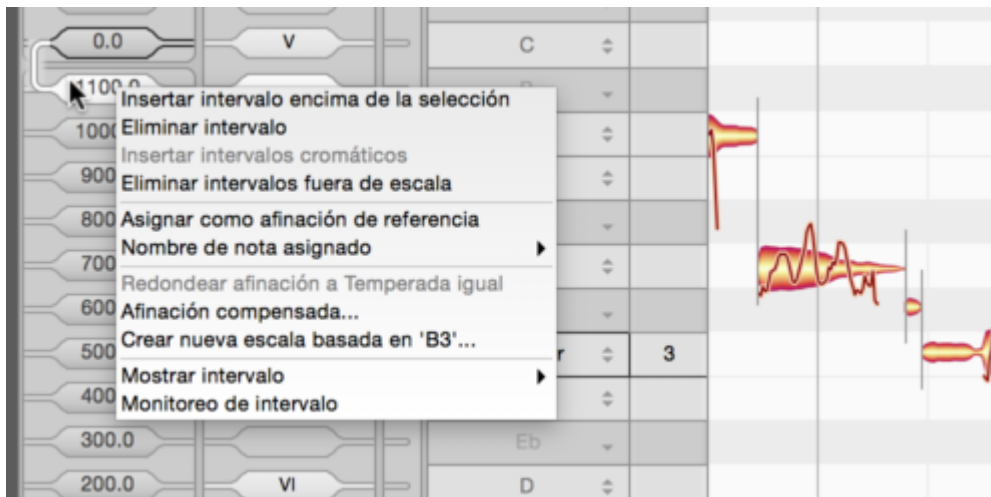 0.0 V C
1100.0
Insertar intervalo encima de la selección
1000 Eliminar intervalo
Insertar intervalos cromáticos
900 Eliminar intervalos fuera de escala
800 Asignar como afinación de referencia
Nombre de nota asignado
700
Redondear afinación a Temperada igual
600 Afinación compensada...
Crear nueva escala basada en 'B3'...
500 r 3
Mostrar intervalo
400 Monitoreo de intervalo
300.0 Eb
200.0 VI D